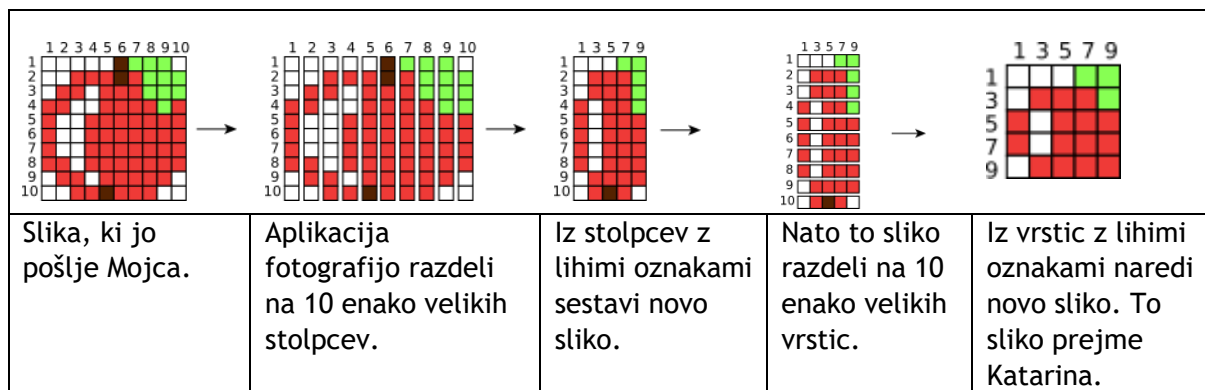 1 2 3 4 5 6 7 8 9 10
1
2
3
4
5
6
7
8
9
10
1 2 3 4 5 6 7 8 9 10
1
2
3
4
5
6
7
8
9
10
1 3 5 7 9
1
2
3
4
5
6
7
8
9
10
1 3 5 7 9
1
2
3
4
5
6
7
8
9
10
1 3 5 7 9
1
3
5
7
9
Slika, ki jo
pošlje Mojca.
Aplikacija
fotografijo razdeli
na 10 enako velikih
stolpcev.
Iz stolpcev z
lihimi oznakami
sestavi novo
sliko.
Nato to sliko
razdeli na 10
enako velikih
vrstic.
Iz vrstic z lihimi
oznakami naredi
novo sliko. To
sliko prejme
Katarina.